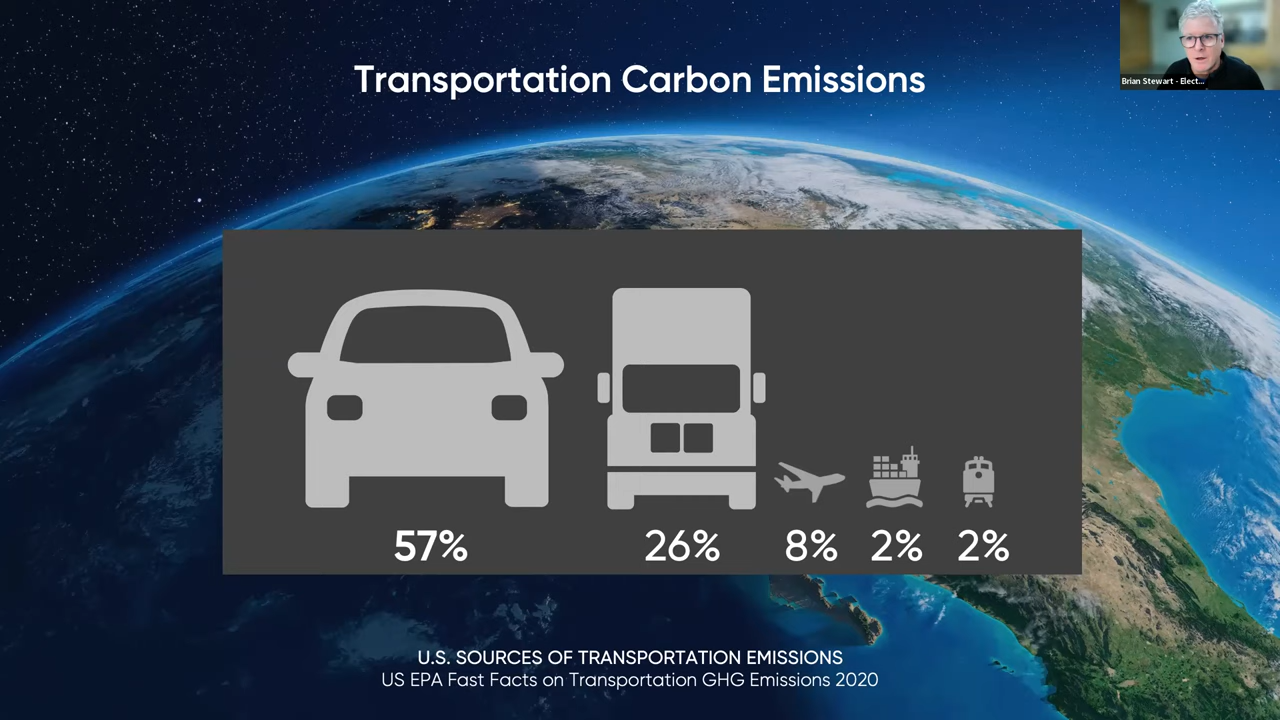 Transportation Carbon Emissions
Brian Stewart - Elect...
57% 26% 8% 2% 2%
U.S. SOURCES OF TRANSPORTATION EMISSIONS
US EPA Fast Facts on Transportation GHG Emissions 2020